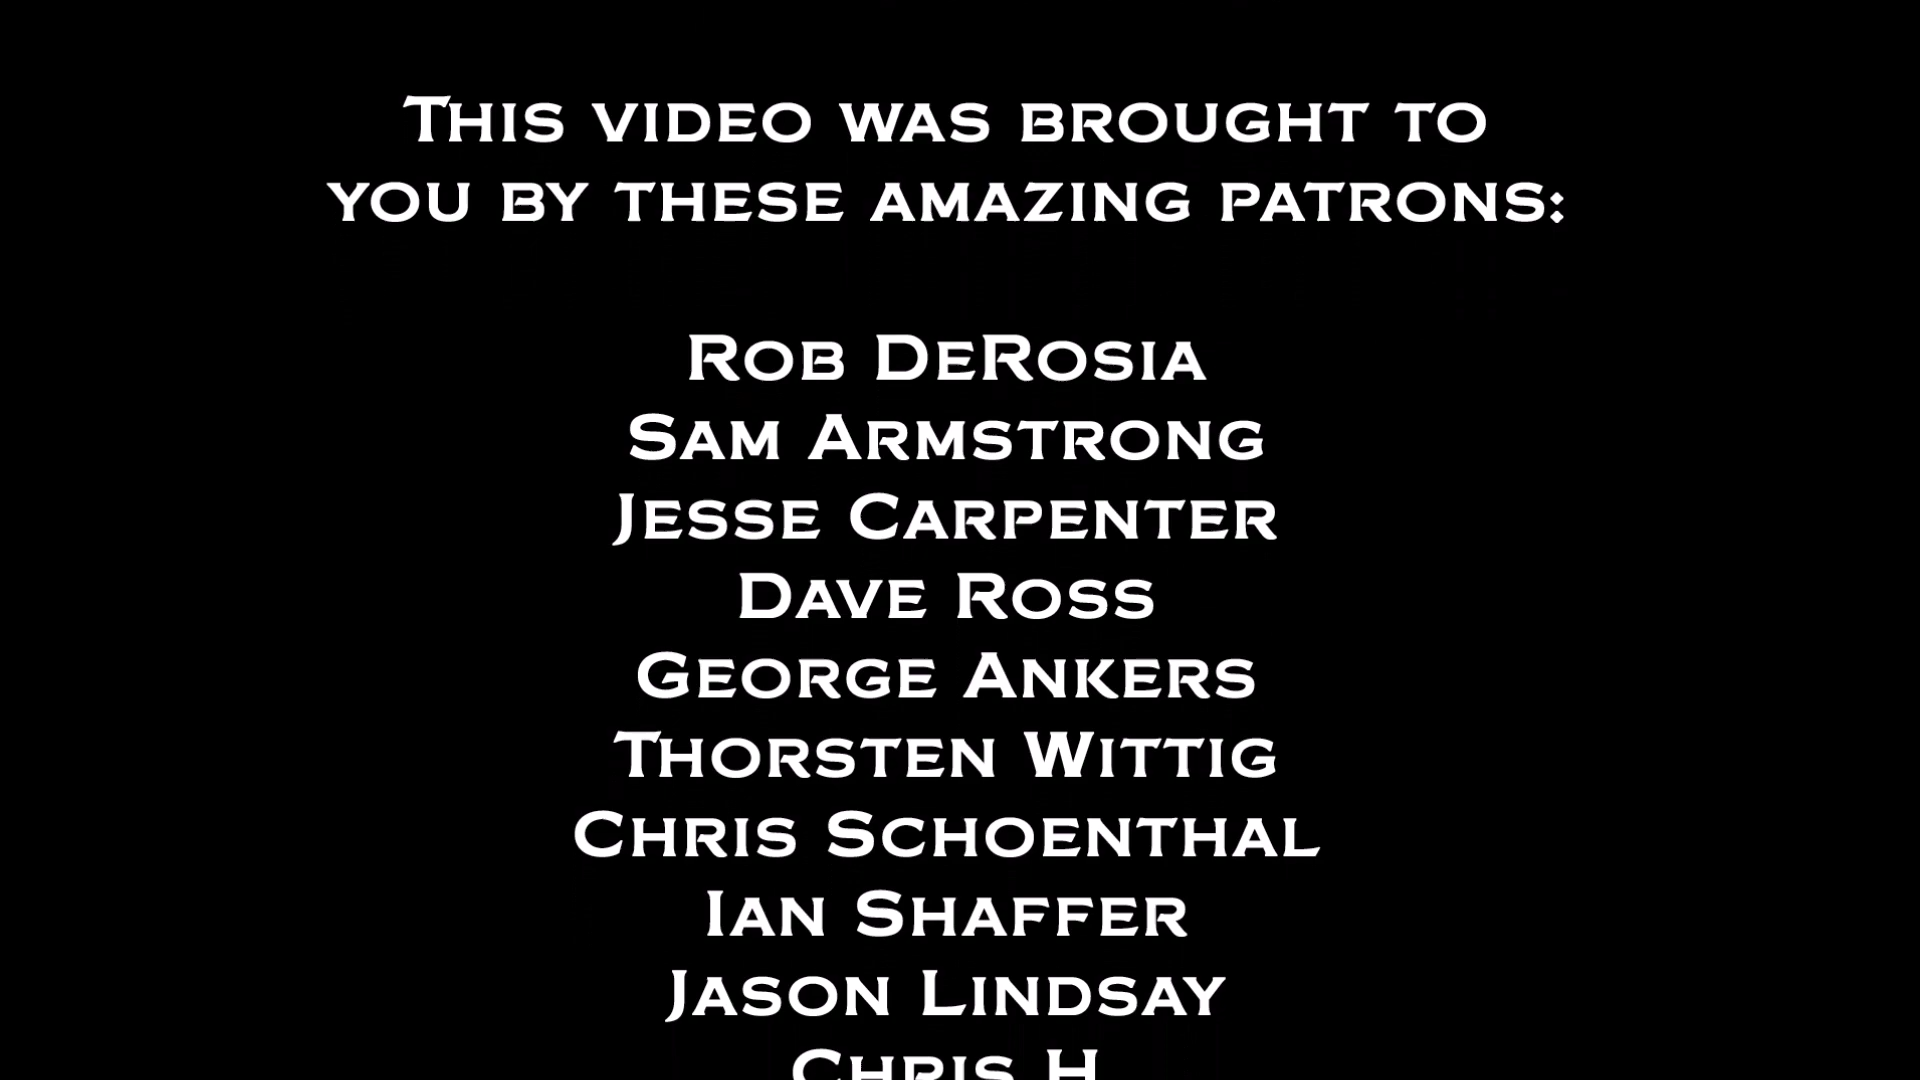 This video was brought to
you by these amazing patrons:
Rob DeRosia
Sam Armstrong
Jesse Carpenter
Dave Ross
George Ankers
Thorsten Wittig
Chris Schoenthal
Ian Shaffer
Jason Lindsay
Chris H